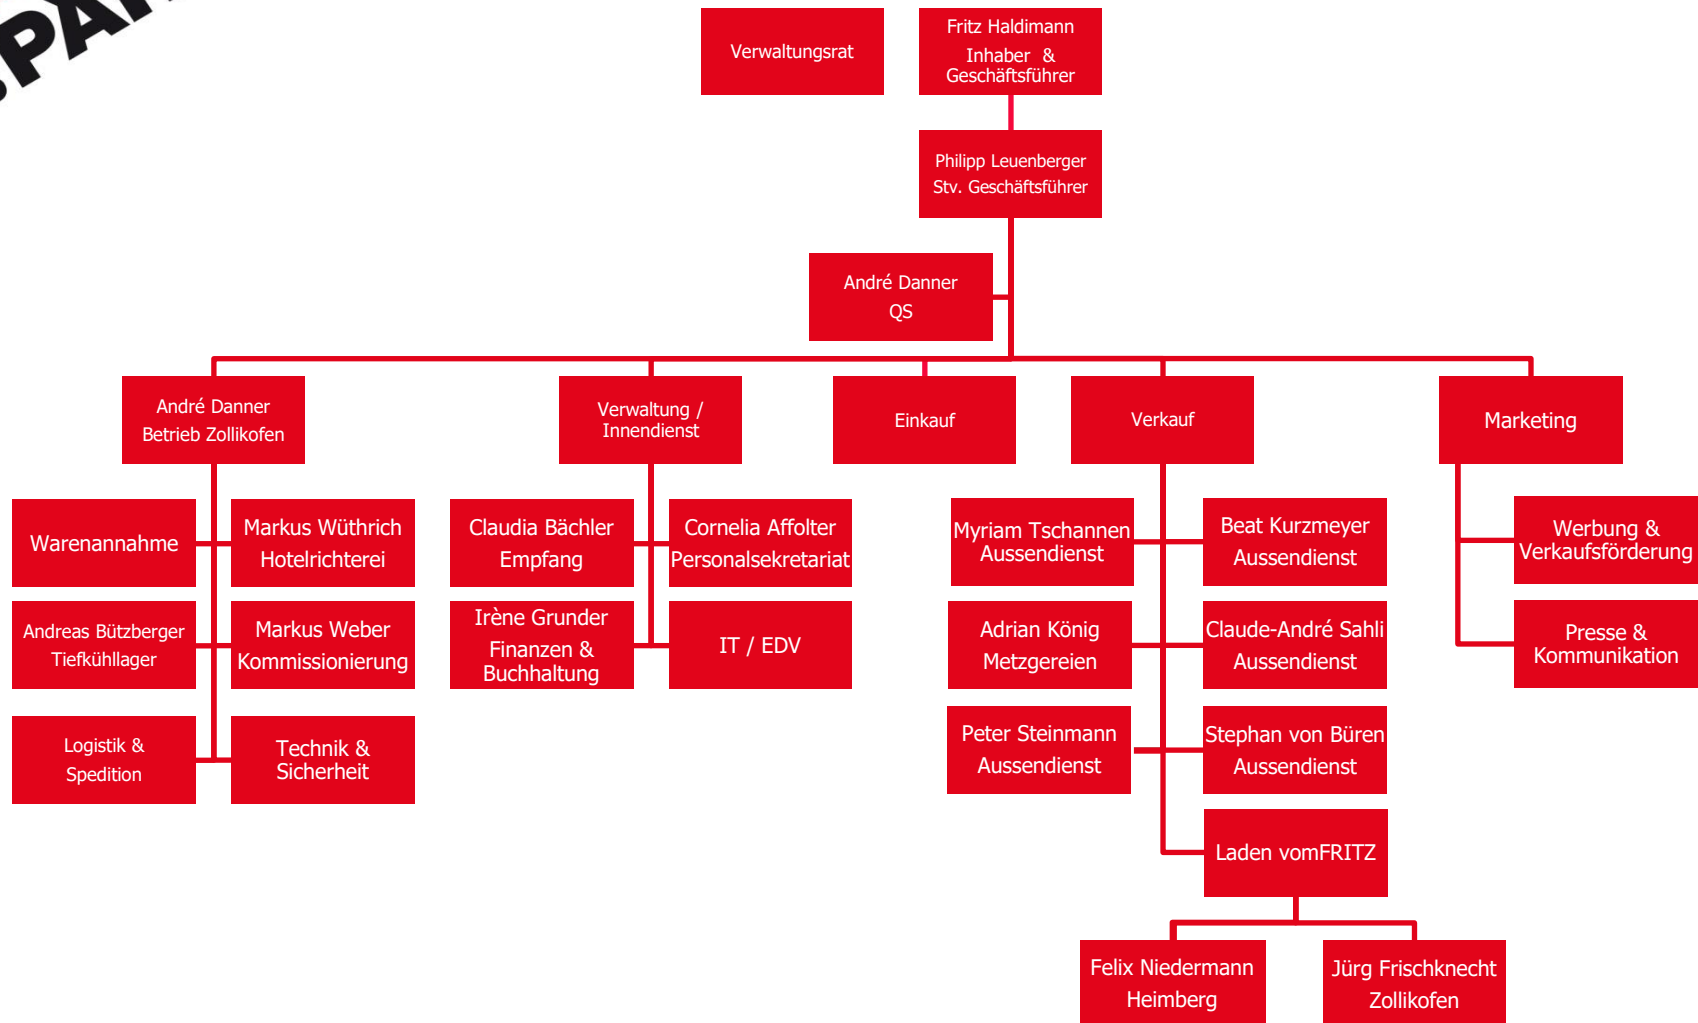 PA
Verwaltungsrat
Fritz Haldimann
Inhaber &
Geschäftsführer
Philipp Leuenberger
Stv. Geschäftsführer
André Danner
QS
André Danner
Betrieb Zollikofen
Verwaltung /
Innendienst
Einkauf
Verkauf
Marketing
Warenannahme
Markus Wüthrich
Hotelrichterei
Andreas Bützberger
Tiefkühllager
Markus Weber
Kommissionierung
Logistik &
Spedition
Technik &
Sicherheit
Claudia Bächler
Empfang
Cornelia Affolter
Personalsekretariat
Irène Grunder
Finanzen &
Buchhaltung
IT / EDV
Myriam Tschannen
Aussendienst
Beat Kurzmeyer
Aussendienst
Adrian König
Metzgereien
Claude-André Sahli
Aussendienst
Peter Steinmann
Aussendienst
Stephan von Büren
Aussendienst
Laden vomFRITZ
Felix Niedermann
Heimberg
Jürg Frischknecht
Zollikofen
Werbung &
Verkaufsförderung
Presse &
Kommunikation